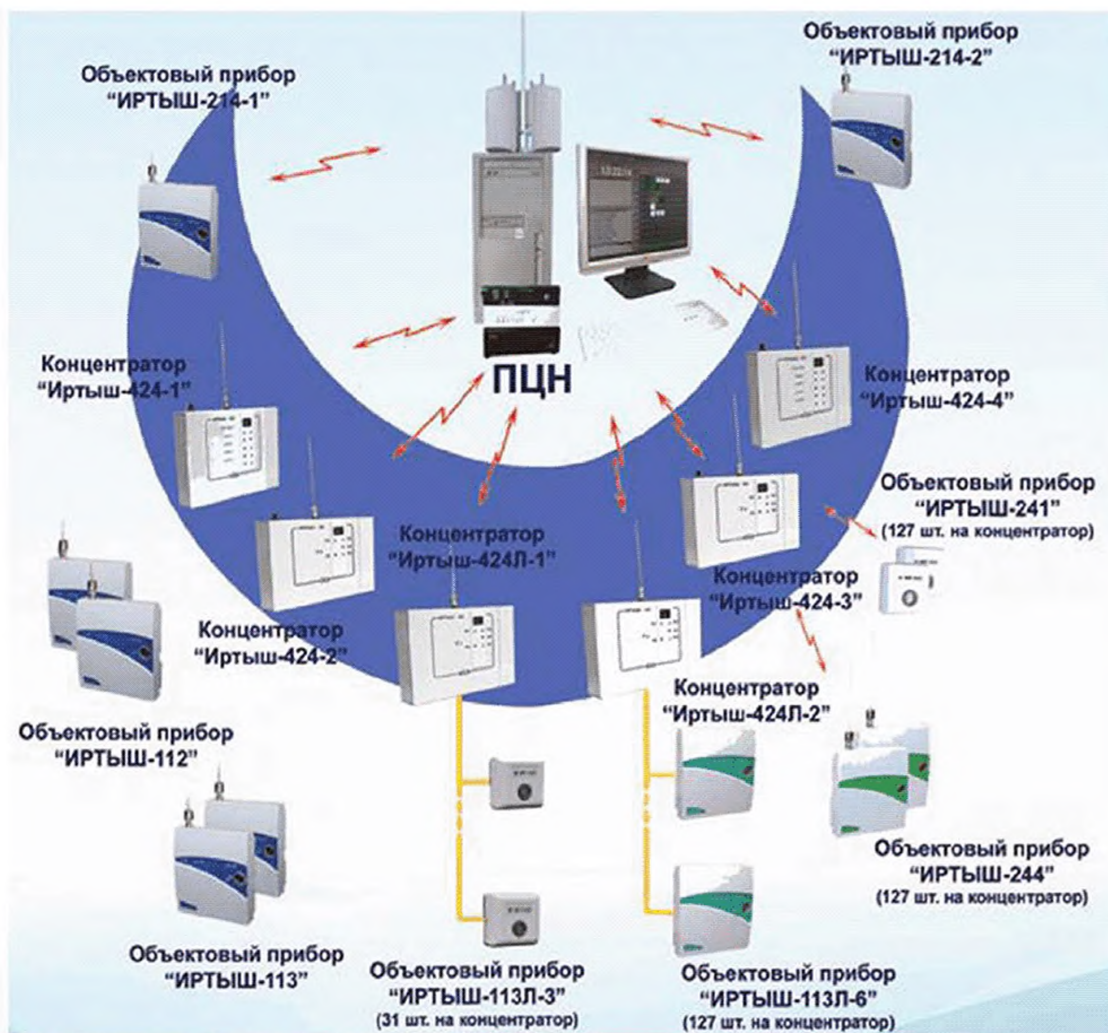 Объектовый прибор
“ИРТЫШ-214-1”
Объектовый прибор
“ИРТЫШ-214-2”
ПЦН
Концентратор
“Иртыш-424-1”
Концентратор
“Иртыш-424-4”
Объектовый прибор
“ИРТЫШ-241”
(127 шт. на концентратор)
Концентратор
“Иртыш-424Л-1”
Концентратор
“Иртыш-424-3”
Концентратор
“Иртыш-424-2”
Концентратор
“Иртыш-424Л-2”
Объектовый прибор
“ИРТЫШ-112”
Объектовый прибор
“ИРТЫШ-244”
(127 шт. на концентратор)
Объектовый прибор
“ИРТЫШ-113”
Объектовый прибор
“ИРТЫШ-113Л-3”
(31 шт. на концентратор)
Объектовый прибор
“ИРТЫШ-113Л-6”
(127 шт. на концентратор)